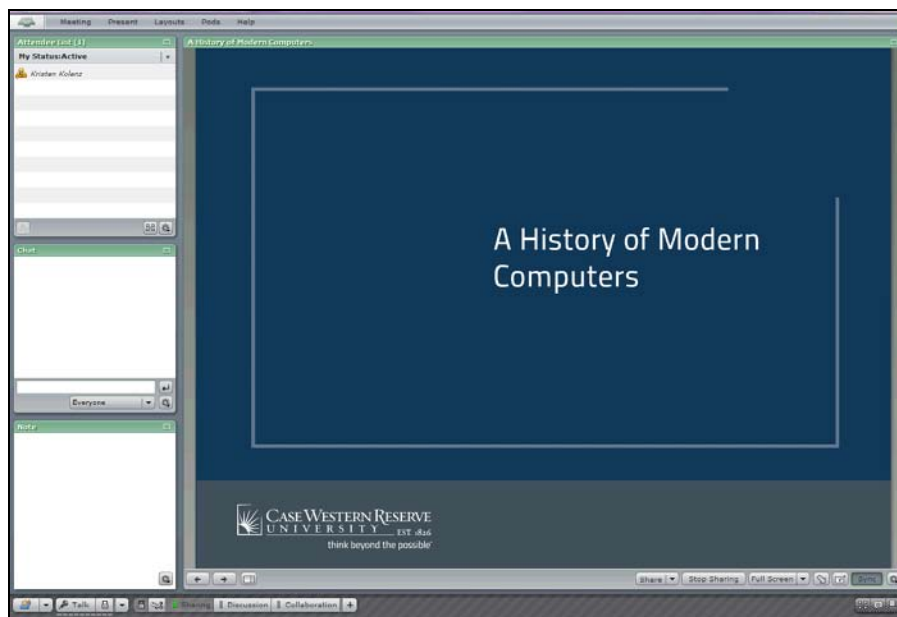 Meeting Present Layouts Pods Help
Attendee List (1)
My Status:Active
Kristen Kolenz
Chat
Everyone
Note
A History of Modern Computers
A History of Modern
Computers
CASE WESTERN RESERVE
UNIVERSITY EST. 1826
think beyond the possible®
Share Stop Sharing Full Screen Sync
Talk Sharing Discussion Collaboration